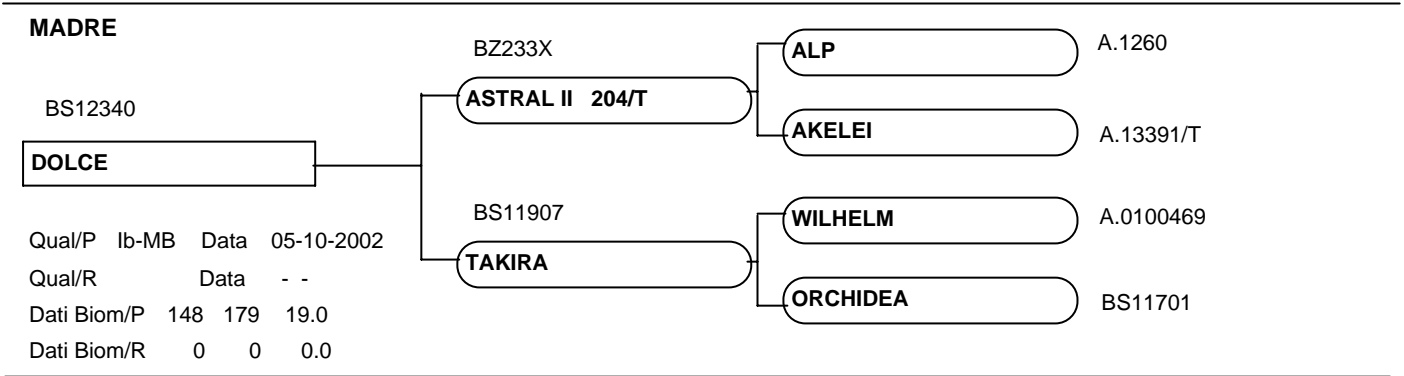 MADRE
BS12340
DOLCE
Qual/P Ib-MB Data 05-10-2002
Qual/R Data - -
Dati Biom/P 148 179 19.0
Dati Biom/R 0 0 0.0
BZ233X
ASTRAL II 204/T
BS11907
TAKIRA
ALP A.1260
AKELEI A.13391/T
WILHELM A.0100469
ORCHIDEA BS11701